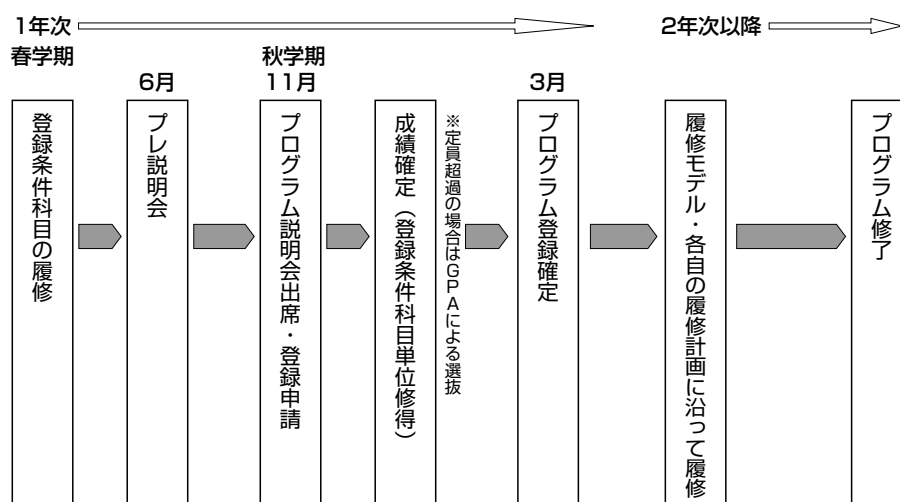 1年次
2年次以降
春学期
秋学期
6月
11月
3月
登録条件科目の履修
プレ説明会
プログラム説明会出席・登録申請
成績確定（登録条件科目単位修得）
※定員超過の場合はGPAによる選抜
プログラム登録確定
履修モデル・各自の履修計画に沿って履修
プログラム修了